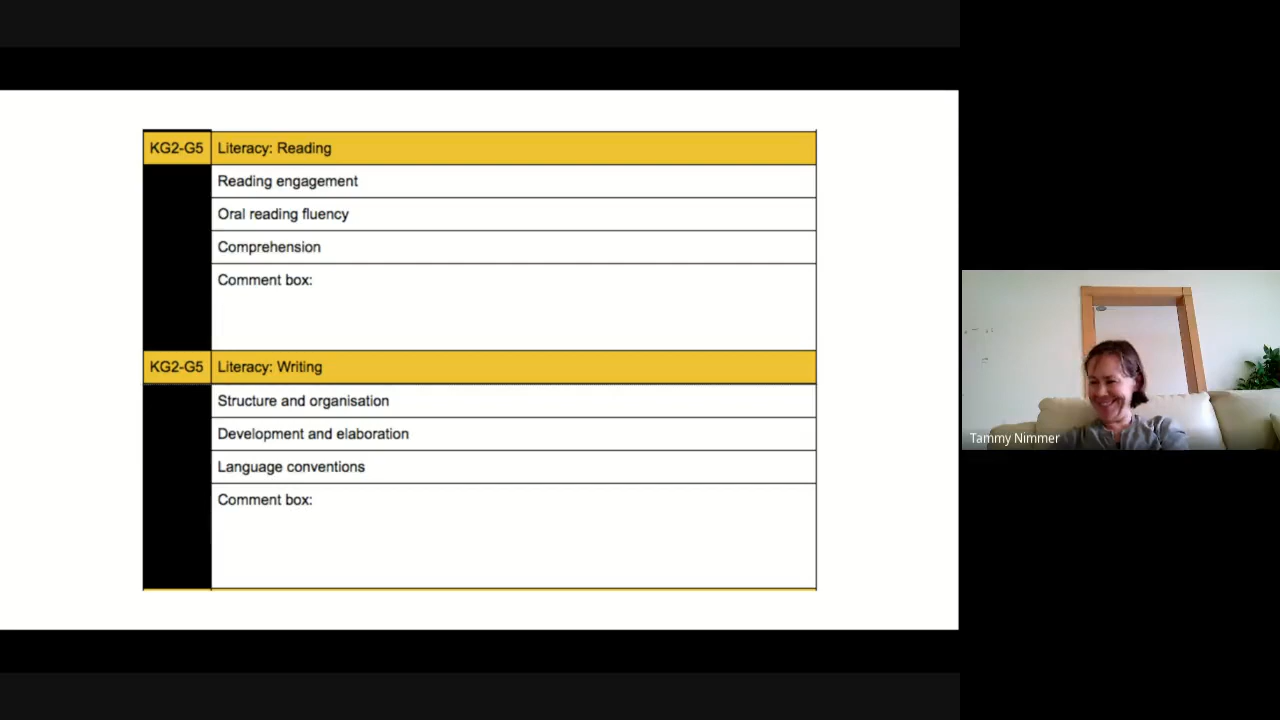 KG2-G5 Literacy: Reading
Reading engagement
Oral reading fluency
Comprehension
Comment box:
KG2-G5 Literacy: Writing
Structure and organisation
Development and elaboration
Language conventions
Comment box:
Tammy Nimmer